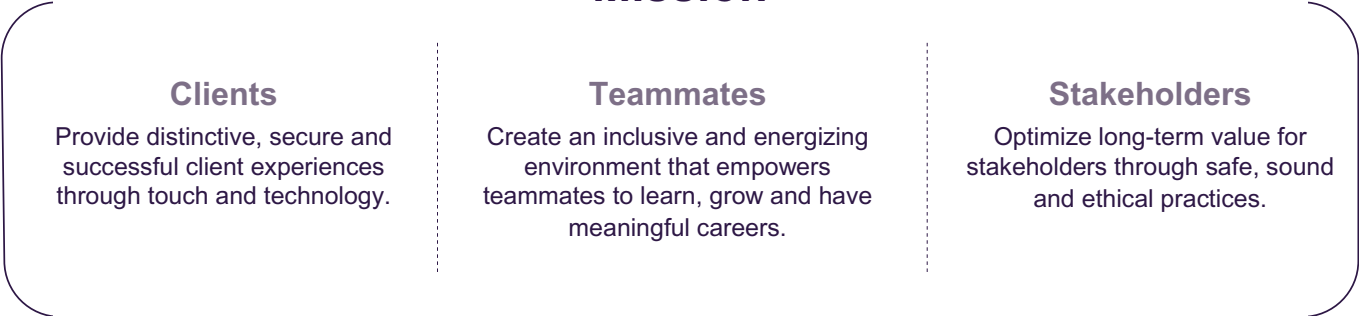 Mission
Clients
Provide distinctive, secure and
successful client experiences
through touch and technology.
Teammates
Create an inclusive and energizing
environment that empowers
teammates to learn, grow and have
meaningful careers.
Stakeholders
Optimize long-term value for
stakeholders through safe, sound
and ethical practices.